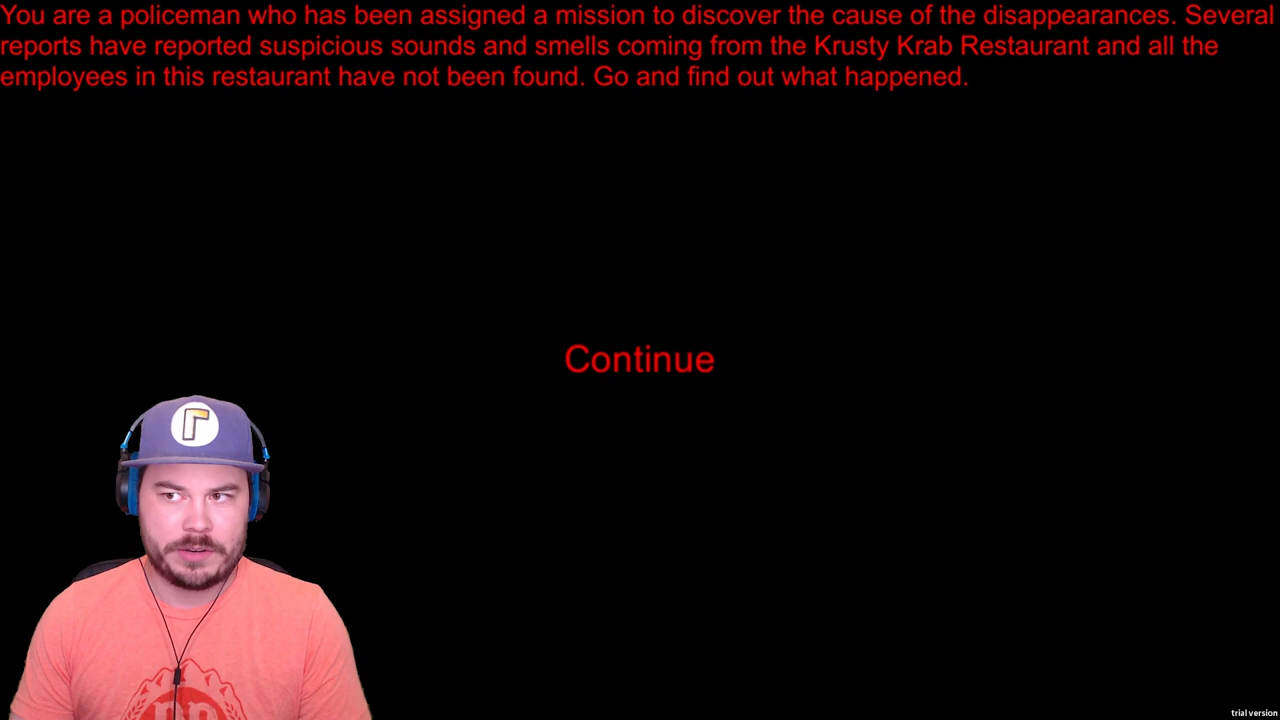 You are a policeman who has been assigned a mission to discover the cause of the disappearances. Several
reports have reported suspicious sounds and smells coming from the Krusty Krab Restaurant and all the
employees in this restaurant have not been found. Go and find out what happened.
Continue
trial version